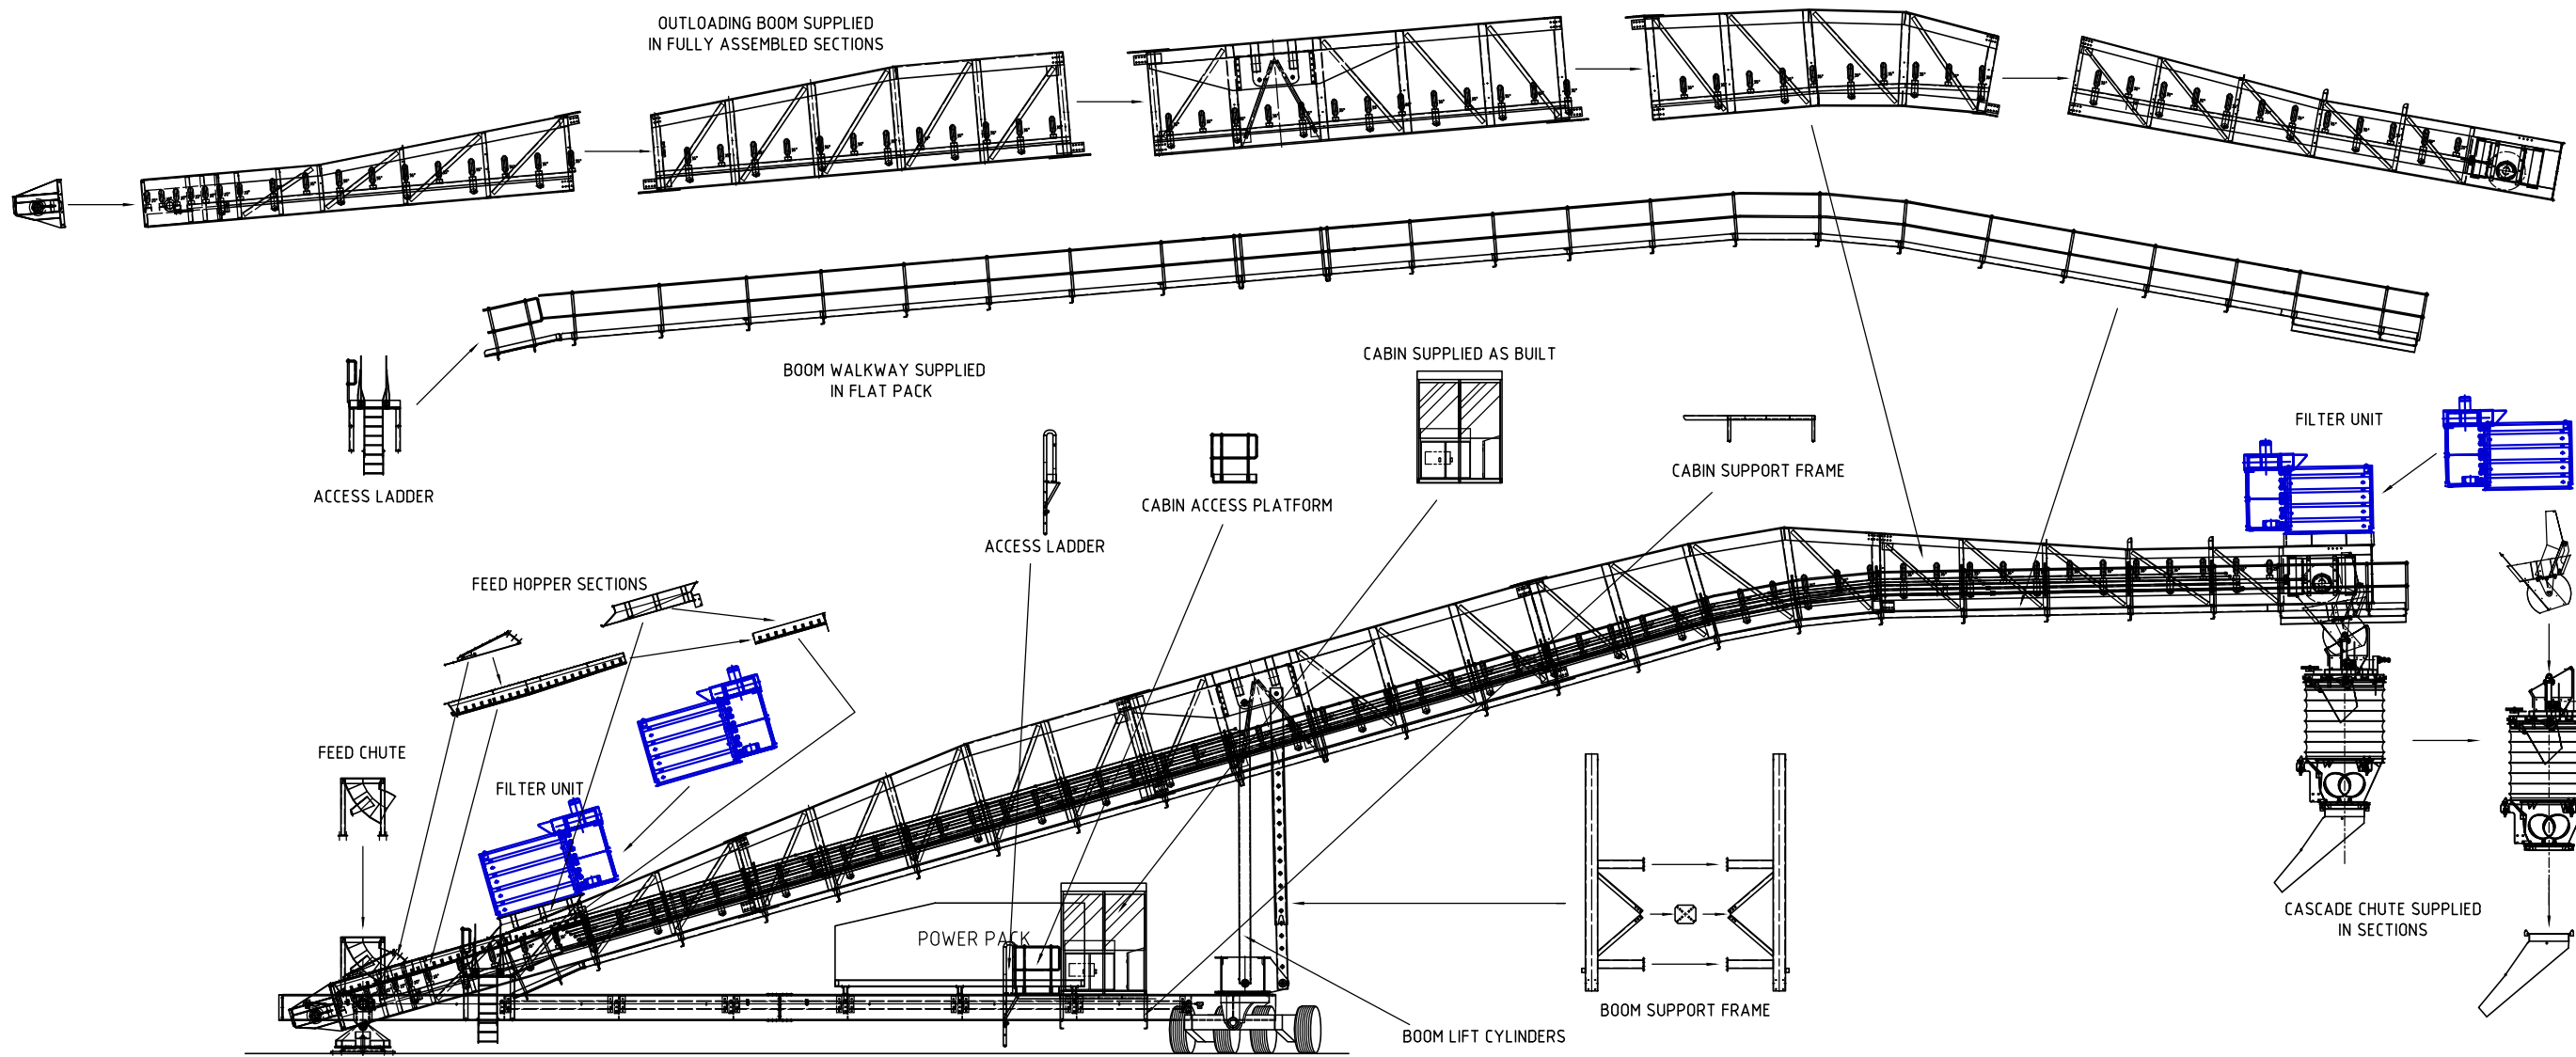 OUTLOADING BOOM SUPPLIED
IN FULLY ASSEMBLED SECTIONS
BOOM WALKWAY SUPPLIED
IN FLAT PACK
CABIN SUPPLIED AS BUILT
FILTER UNIT
CABIN SUPPORT FRAME
ACCESS LADDER
CABIN ACCESS PLATFORM
ACCESS LADDER
FEED HOPPER SECTIONS
FEED CHUTE
FILTER UNIT
POWER PACK
CASCADE CHUTE SUPPLIED
IN SECTIONS
BOOM SUPPORT FRAME
BOOM LIFT CYLINDERS